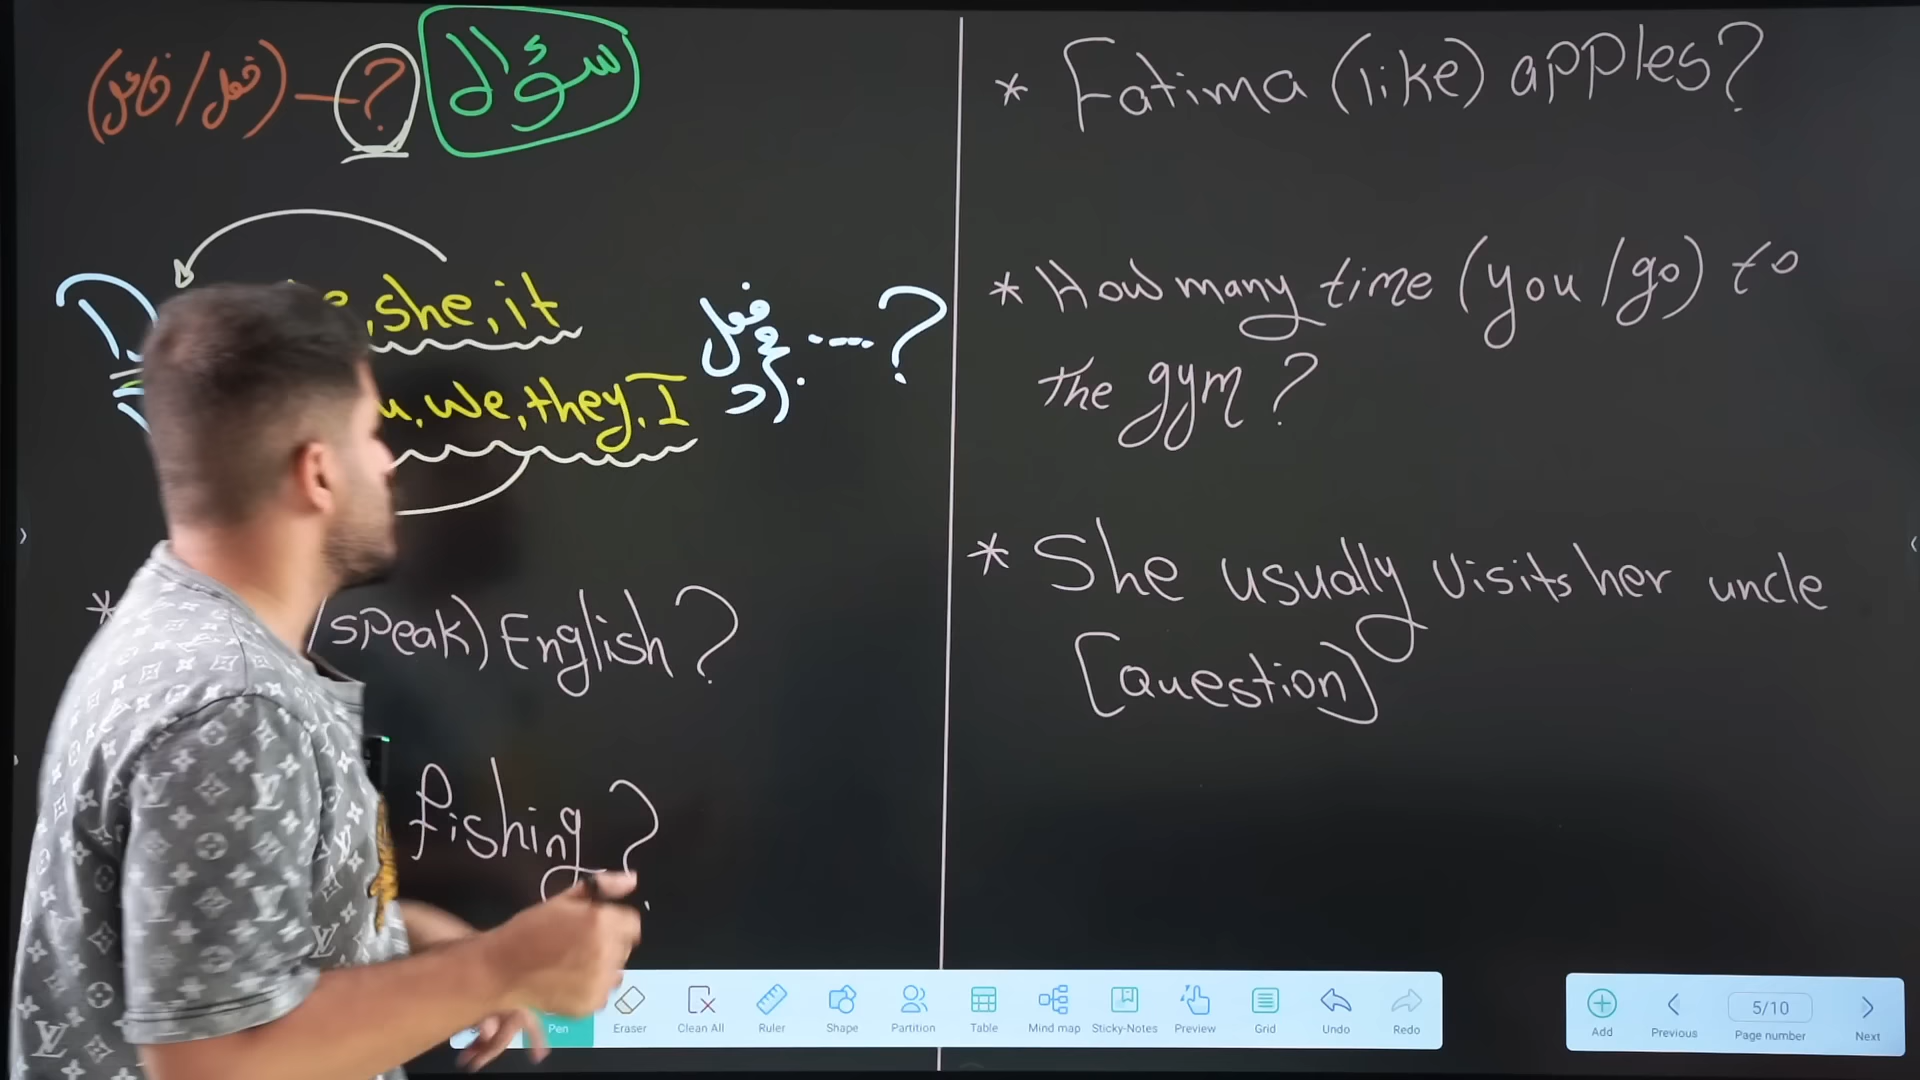 سؤال ? — (فعل / فاعل)
she, it
we, they, I
فعل مجرد ---- ?
speak) English?
fishing?
* Fatima (like) apples?
* How many time (you / go) to
the gym?
* She usually visits her uncle
[question]
Pen
Eraser
Clean All
Ruler
Shape
Partition
Table
Mind map
Sticky-Notes
Preview
Grid
Undo
Redo
Add
Previous
5/10
Page number
Next